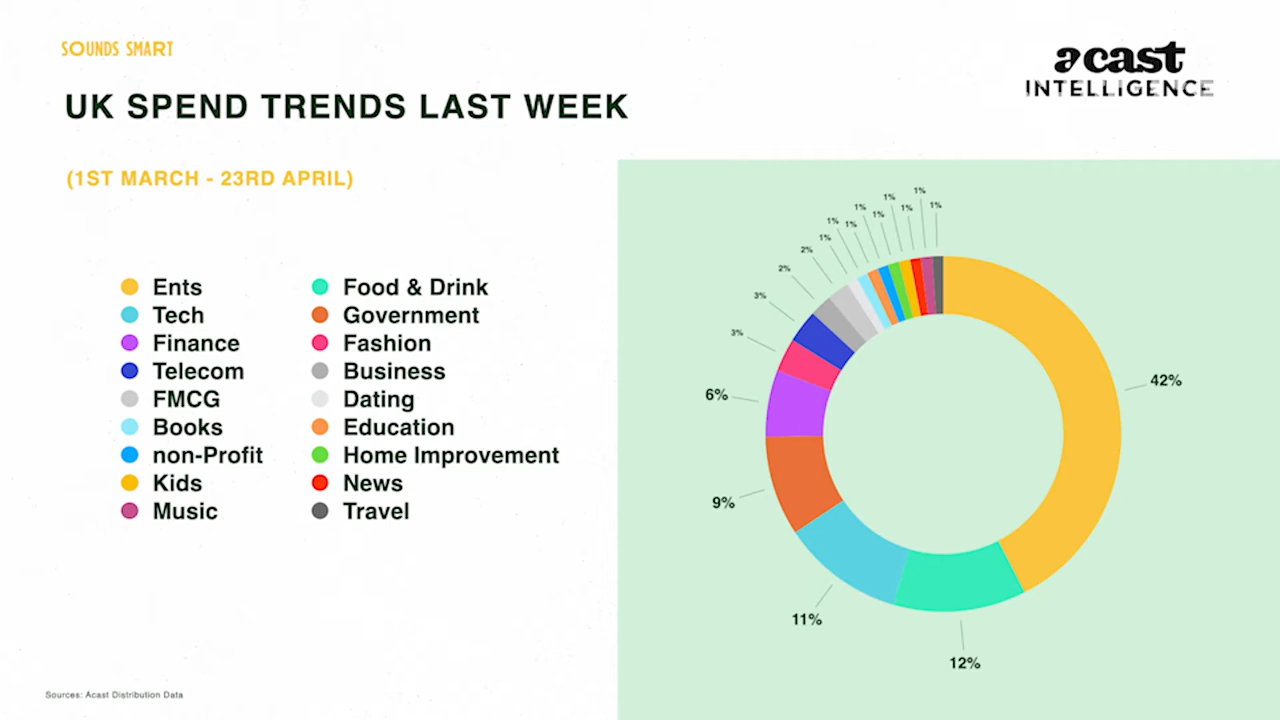 SOUNDS SMART
acast
INTELLIGENCE
UK SPEND TRENDS LAST WEEK
(1ST MARCH - 23RD APRIL)
Ents
Food & Drink
Tech
Government
Finance
Fashion
Telecom
Business
FMCG
Dating
Books
Education
non-Profit
Home Improvement
Kids
News
Music
Travel
1%
1%
1%
1%
1%
1%
1%
1%
1%
1%
2%
2%
3%
3%
6%
9%
11%
12%
42%
Sources: Acast Distribution Data